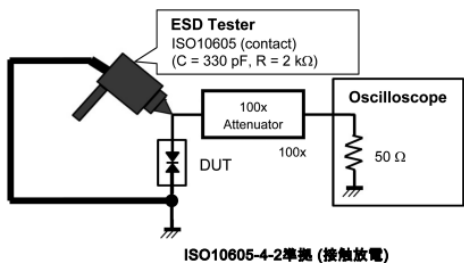 ESD Tester
ISO10605 (contact)
(C = 330 pF, R = 2 kΩ)
100x
Attenuator
100x
Oscilloscope
50 Ω
DUT
ISO10605-4-2準拠 (接触放電)